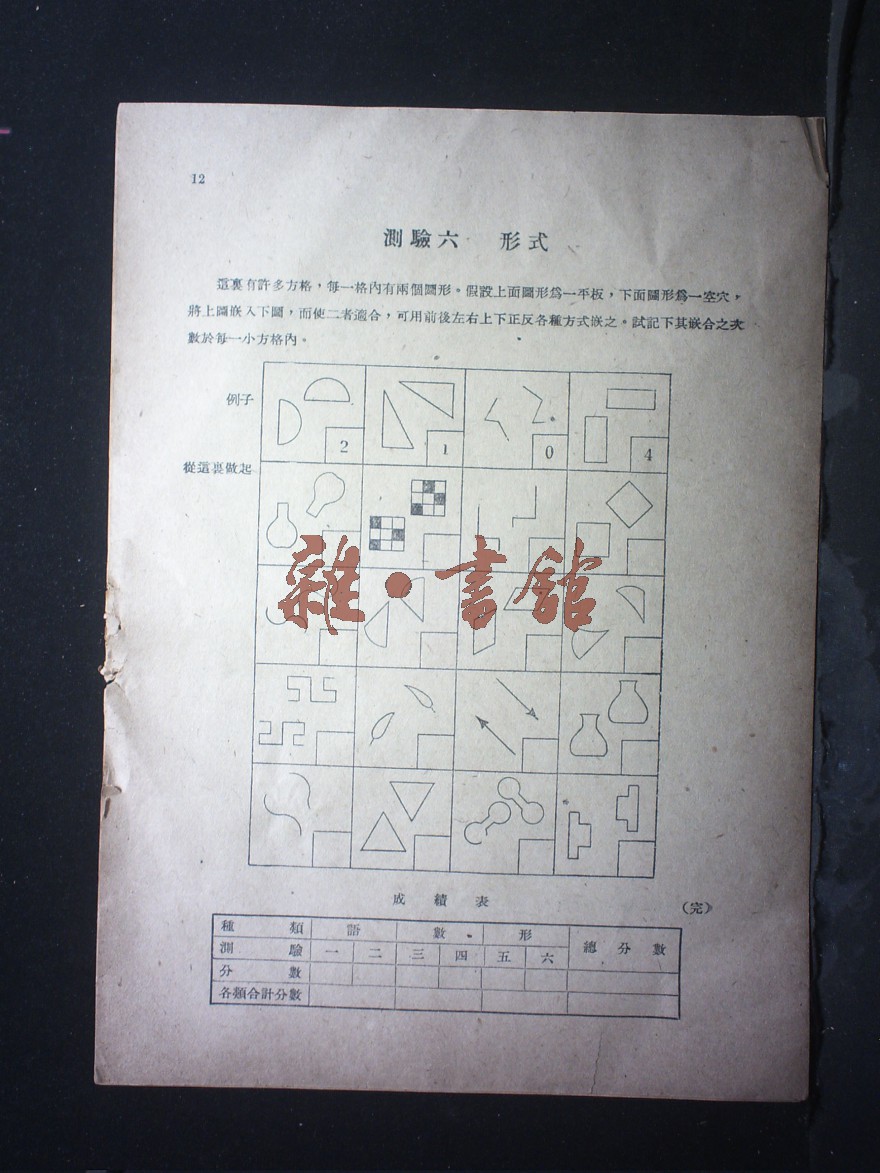 12
測驗六 形式
這裏有許多方格，每一格內有兩個圖形。假設上面圖形爲一平板，下面圖形爲一空穴，
將上圖嵌入下圖，而使二者適合，可用前後左右上下正反各種方式嵌之。試記下其嵌合之次
數於每一小方格內。
例子
2 1 0 4
從這裏做起
雜·書館
成績表
(完)
種類 語 數 形 總分數
測驗 一 二 三 四 五 六
分數
各類合計分數